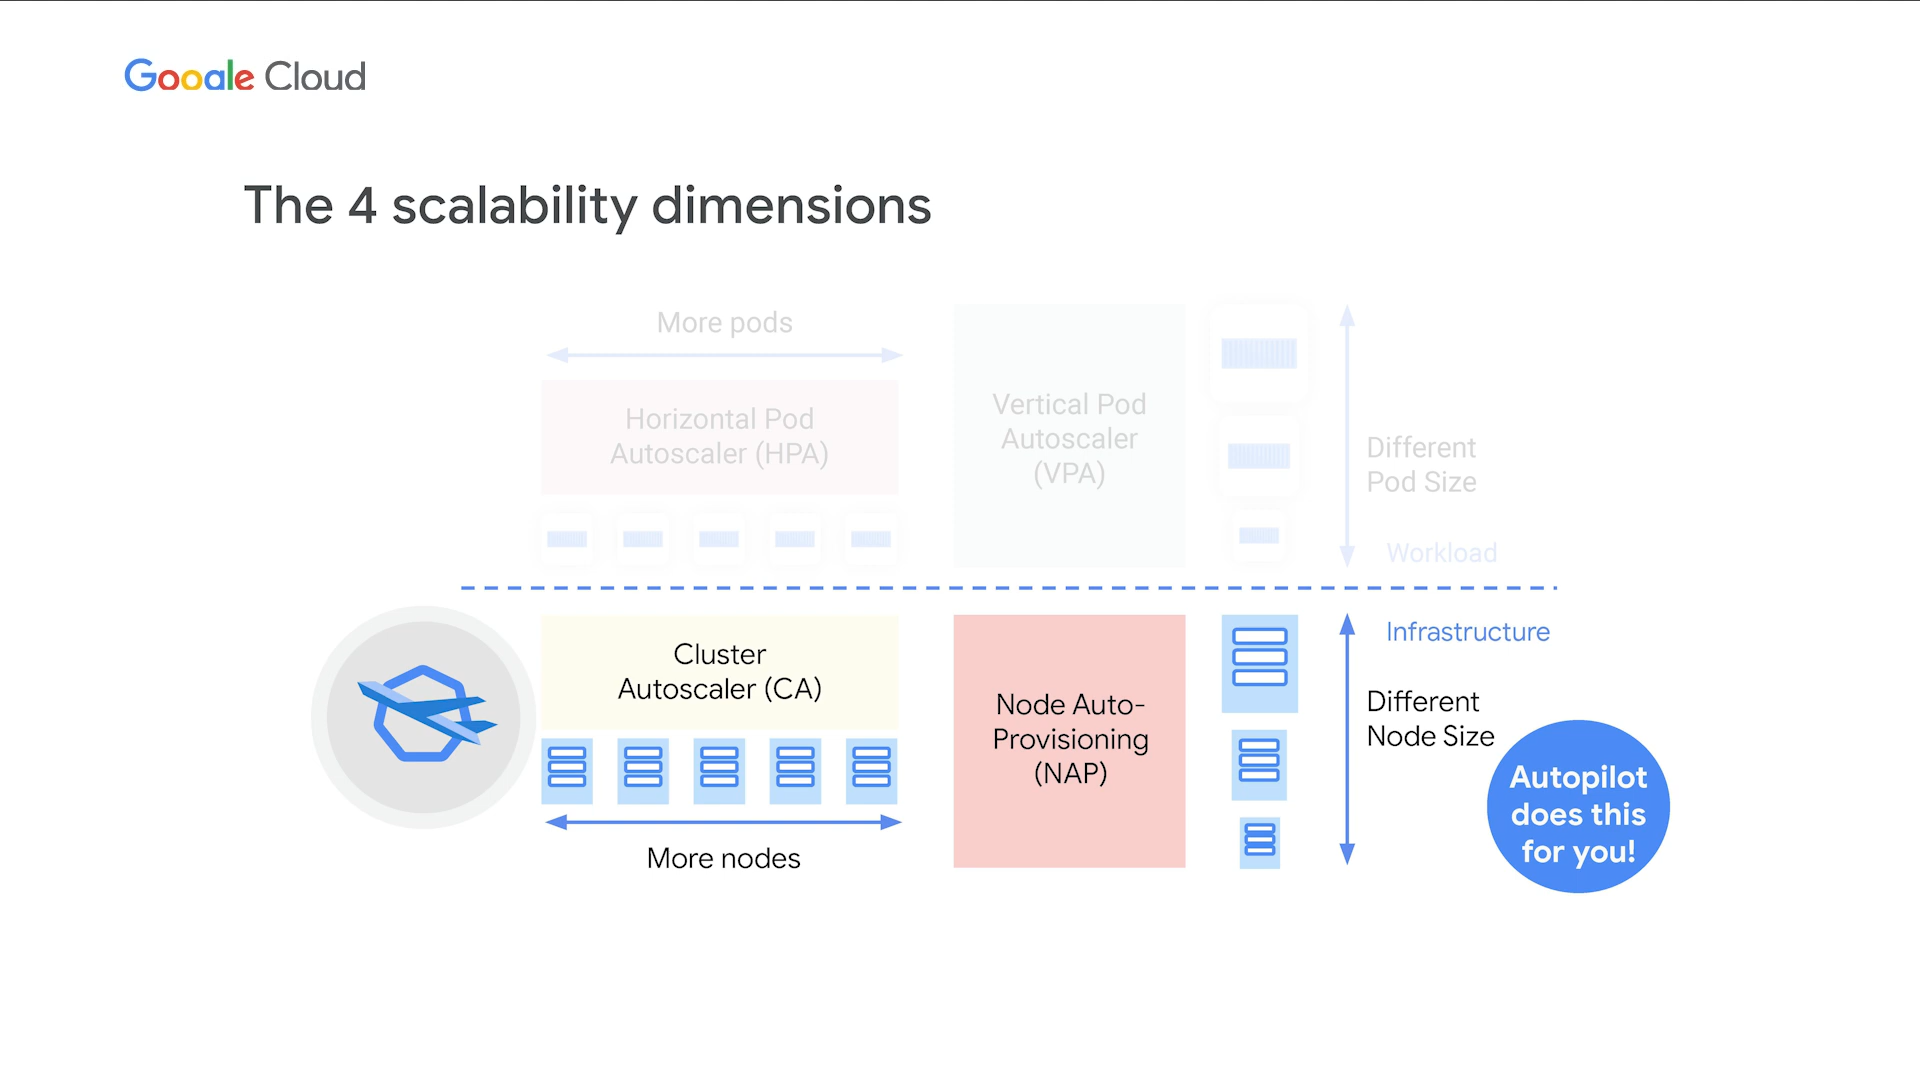 Google Cloud
The 4 scalability dimensions
More pods
Horizontal Pod
Autoscaler (HPA)
Vertical Pod
Autoscaler
(VPA)
Different
Pod Size
Workload
Infrastructure
Cluster
Autoscaler (CA)
More nodes
Node Auto-
Provisioning
(NAP)
Different
Node Size
Autopilot
does this
for you!